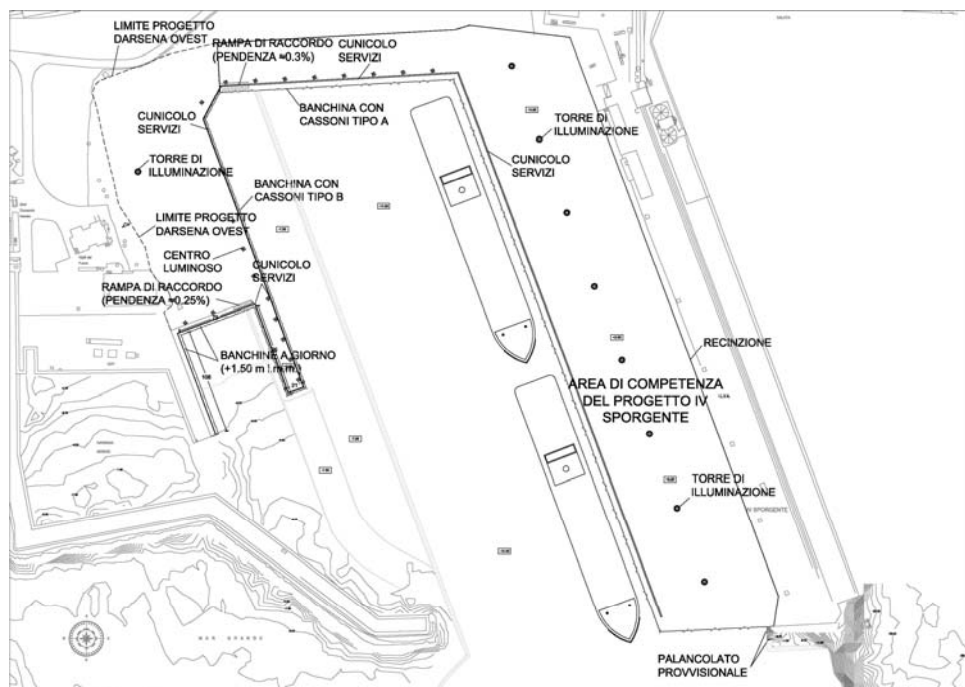 LIMITE PROGETTO
DARSENA OVEST
RAMPA DI RACCORDO
(PENDENZA ≈0.3%)
CUNICOLO
SERVIZI
BANCHINA CON
CASSONI TIPO A
CUNICOLO
SERVIZI
TORRE DI
ILLUMINAZIONE
CUNICOLO
SERVIZI
TORRE DI
ILLUMINAZIONE
BANCHINA CON
CASSONI TIPO B
LIMITE PROGETTO
DARSENA OVEST
CENTRO
LUMINOSO
CUNICOLO
SERVIZI
RAMPA DI RACCORDO
(PENDENZA ≈0.25%)
BANCHINE A GIORNO
(+1.50 m l.m.m.)
RECINZIONE
AREA DI COMPETENZA
DEL PROGETTO IV
SPORGENTE
TORRE DI
ILLUMINAZIONE
IV SPORGENTE
MAR GRANDE
PALANCOLATO
PROVVISIONALE